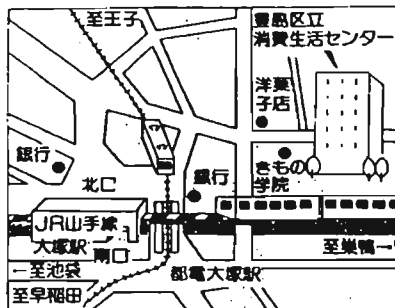 至王子
豊島区立
消費生活センター
洋菓
子店
銀行
北口
銀行
きもの
学院
JR山手線
大塚駅
南口
至巣鴨→
←至池袋
都電大塚駅
至早稲田